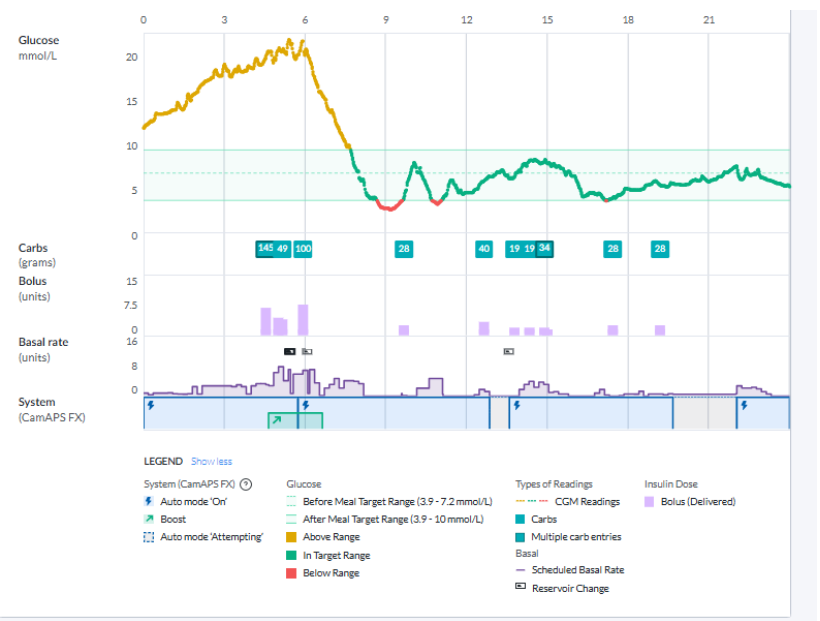 0 3 6 9 12 15 18 21
Glucose
mmol/L
20
15
10
5
0
Carbs
(grams)
145 49 100 28 40 19 19 34 28 28
Bolus
(units)
15
7.5
0
Basal rate
(units)
16
8
0
System
(CamAPS FX)
LEGEND Show less
System (CamAPS FX) ? Glucose Types of Readings Insulin Dose
Auto mode 'On' Before Meal Target Range (3.9 - 7.2 mmol/L) CGM Readings Bolus (Delivered)
Boost After Meal Target Range (3.9 - 10 mmol/L) Carbs
Auto mode 'Attempting' Above Range Multiple carb entries
Basal
In Target Range Scheduled Basal Rate
Below Range Reservoir Change